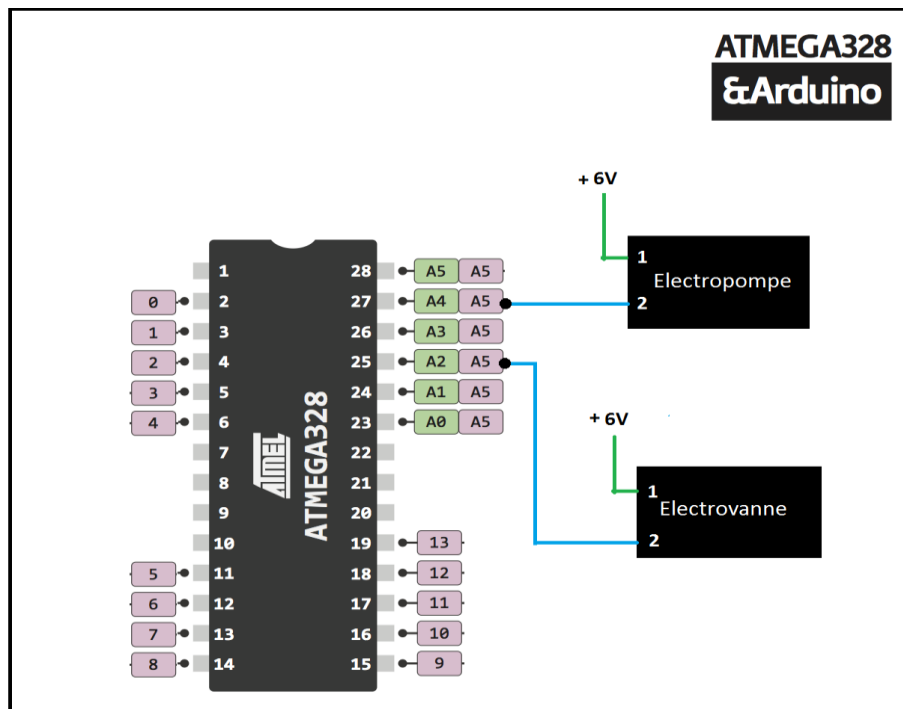 ATMEGA328
&Arduino
+ 6V
1
Electropompe
2
1 28 A5 A5
0 2 27 A4 A5
1 3 26 A3 A5
2 4 25 A2 A5
3 5 24 A1 A5
4 6 23 A0 A5
7 22
8 21
9 20
10 19 13
5 11 18 12
6 12 17 11
7 13 16 10
8 14 15 9
ATMEL
ATMEGA328
+ 6V
1
Electrovanne
2